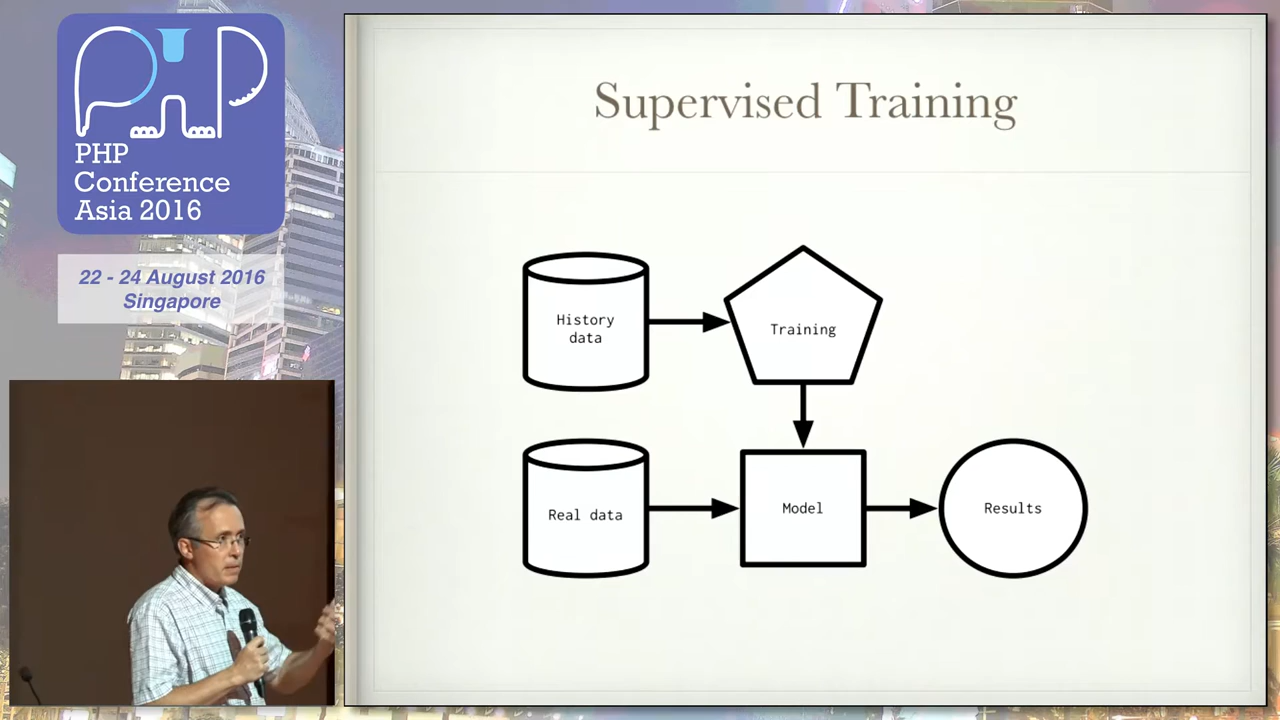 PHP
Conference
Asia 2016
22 - 24 August 2016
Singapore
Supervised Training
History
data
Training
Real data
Model
Results